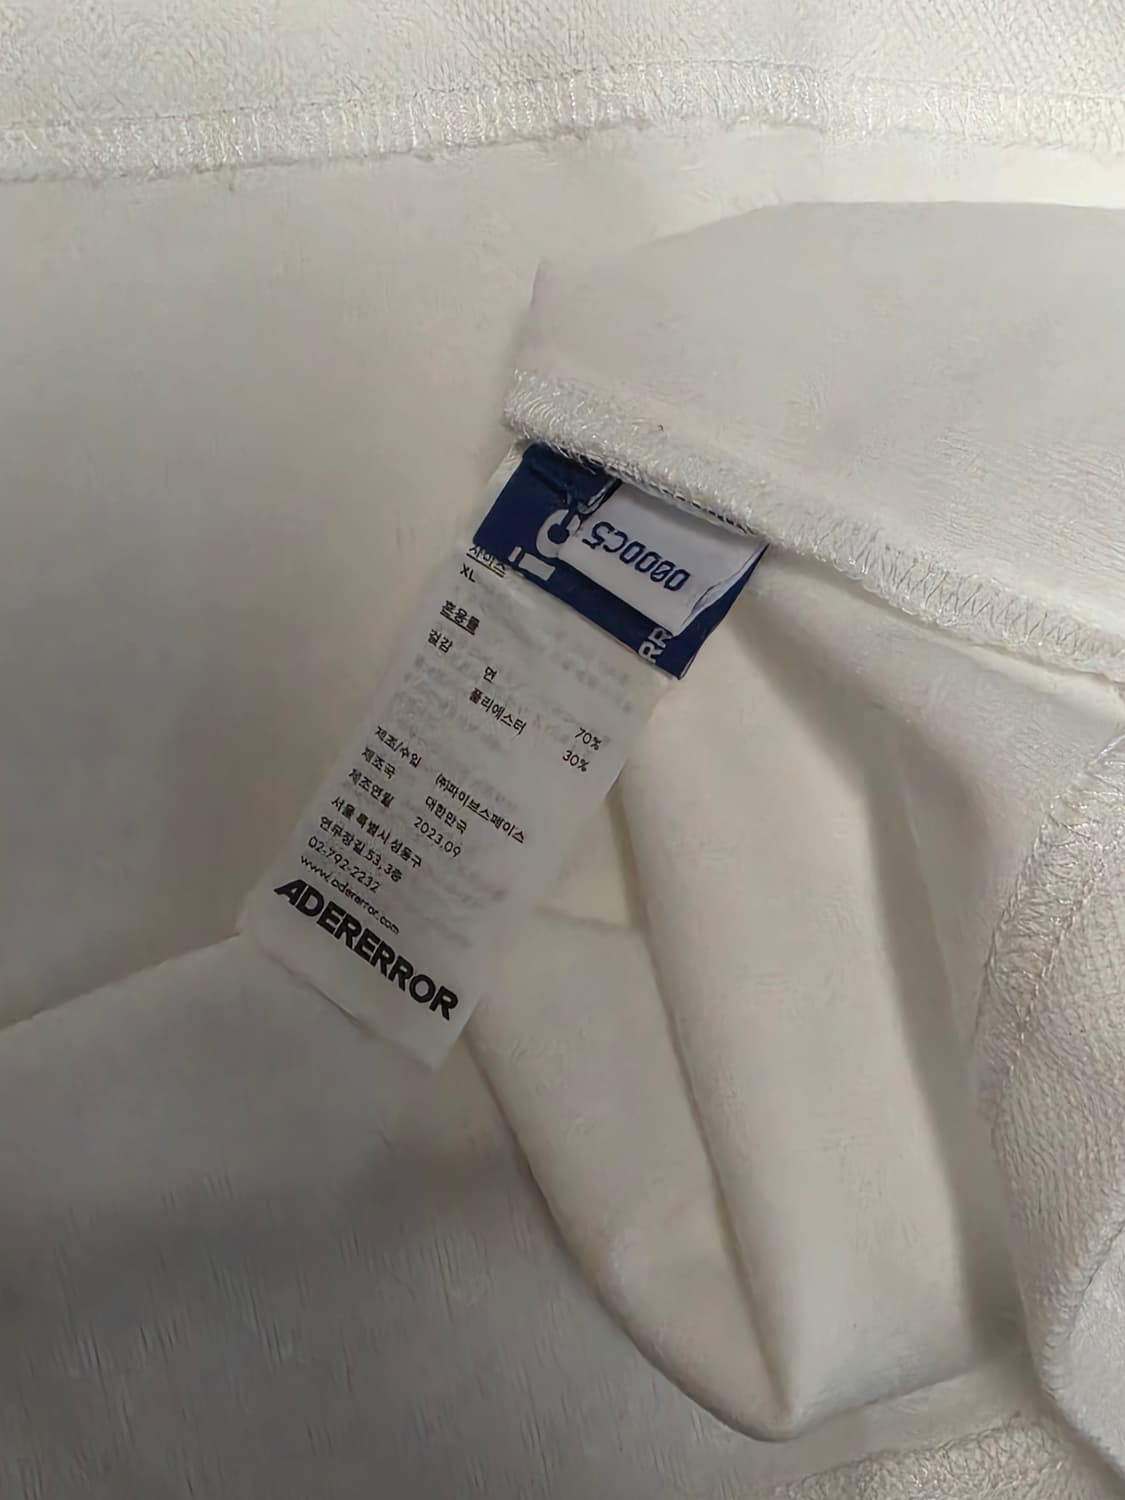 0000C5
RR
사이즈
XL
혼용률
겉감 면 70%
폴리에스터 30%
제조/수입 ㈜파이브스페이스
제조국 대한민국
제조연월 2023.09
서울특별시 성동구
연무장길 53, 3층
02-792-2232
www.adererror.com
ADERERROR